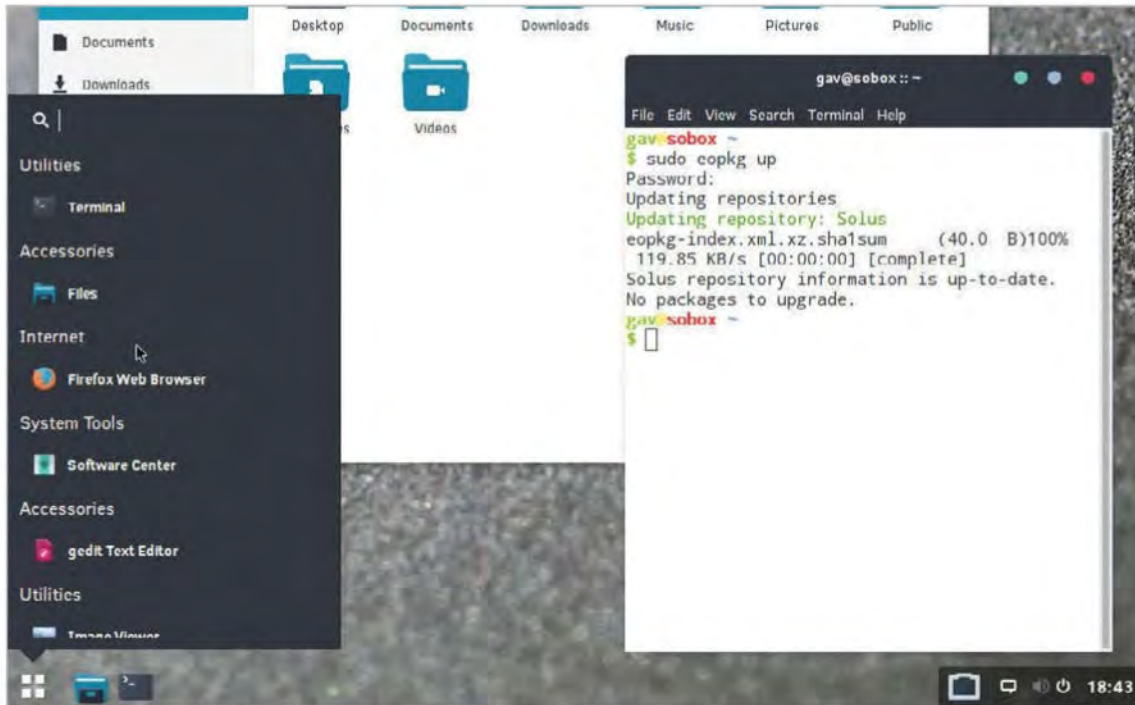 Desktop
Documents
Downloads
Music
Pictures
Public
Documents
Downloads
Videos
Utilities
Terminal
Accessories
Files
Internet
Firefox Web Browser
System Tools
Software Center
Accessories
gedit Text Editor
Utilities
Image Viewer
gav@sobox :: ~
File Edit View Search Terminal Help
gav@sobox ~
$ sudo eopkg up
Password:
Updating repositories
Updating repository: Solus
eopkg-index.xml.xz.sha1sum (40.0 B)100%
119.85 KB/s [00:00:00] [complete]
Solus repository information is up-to-date.
No packages to upgrade.
gav@sobox ~
$
18:43